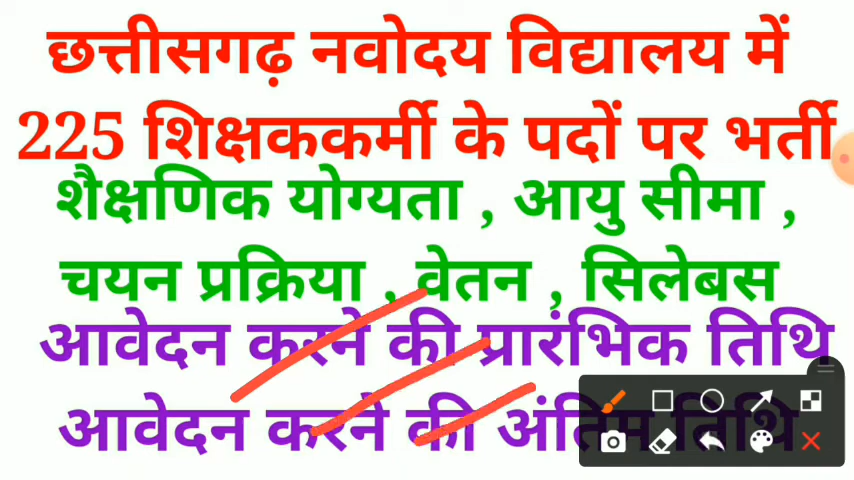 छत्तीसगढ़ नवोदय विद्यालय में
225 शिक्षककर्मी के पदों पर भर्ती
शैक्षणिक योग्यता , आयु सीमा ,
चयन प्रक्रिया , वेतन , सिलेबस
आवेदन करने की प्रारंभिक तिथि
आवेदन करने की अंतिम तिथि